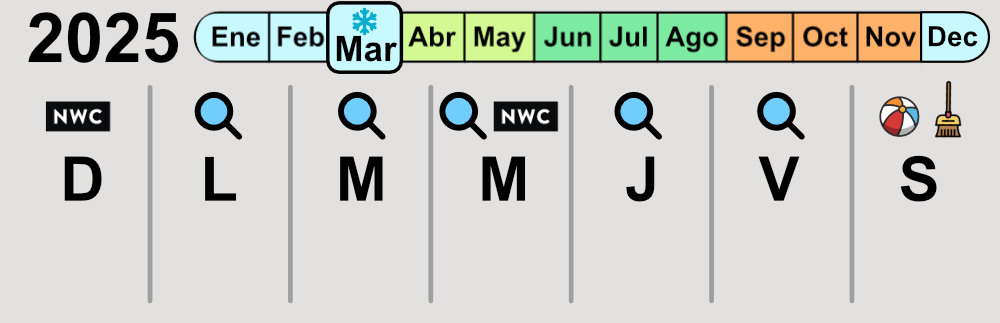 2025 Ene Feb Mar Abr May Jun Jul Ago Sep Oct Nov Dec
NWC NWC
D L M M J V S